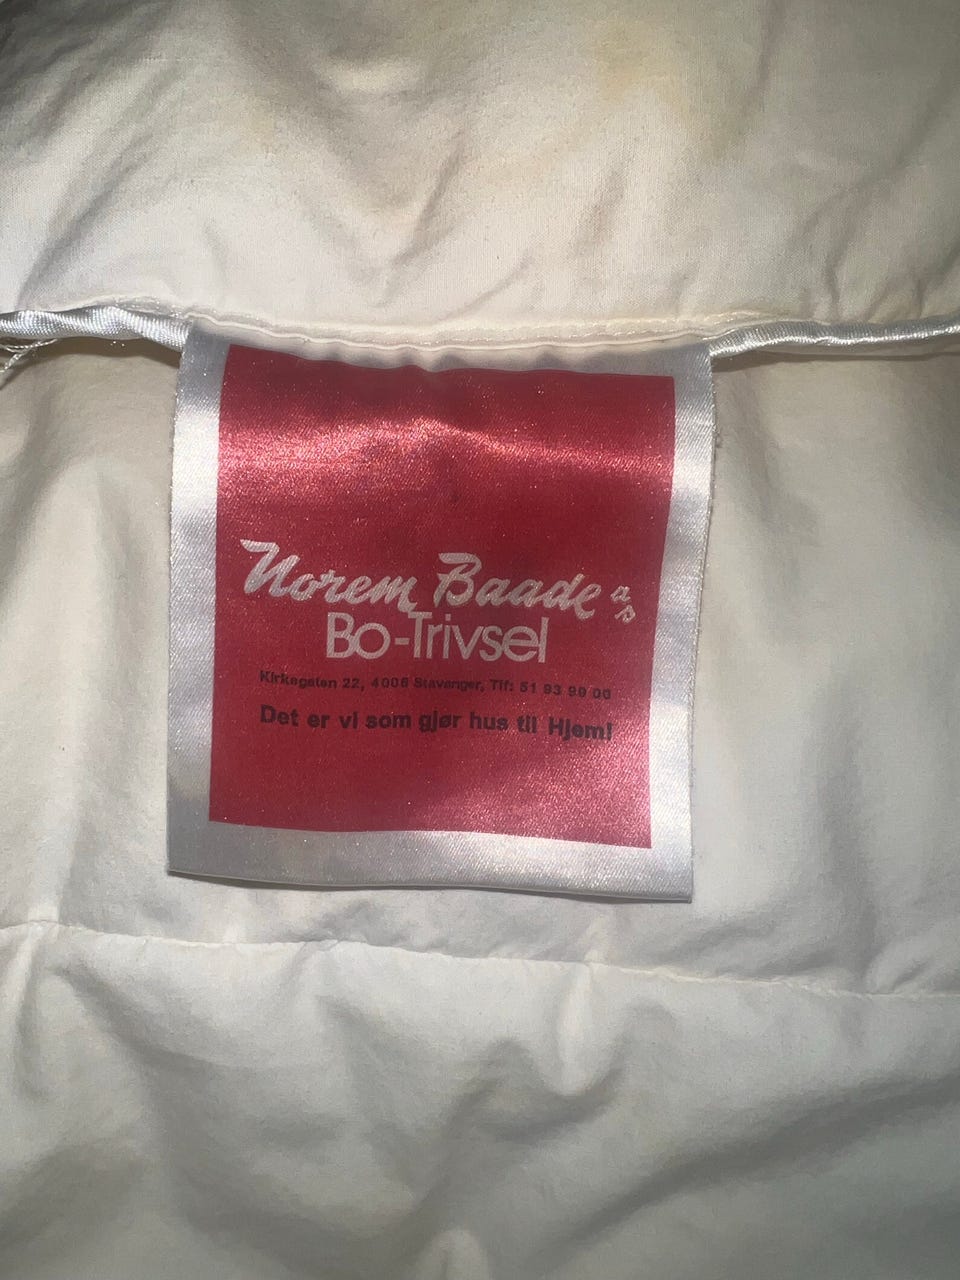 Norem Baade as
Bo-Trivsel
Kirkegaten 22, 4006 Stavanger, Tlf: 51 93 99 00
Det er vi som gjør hus til Hjem!